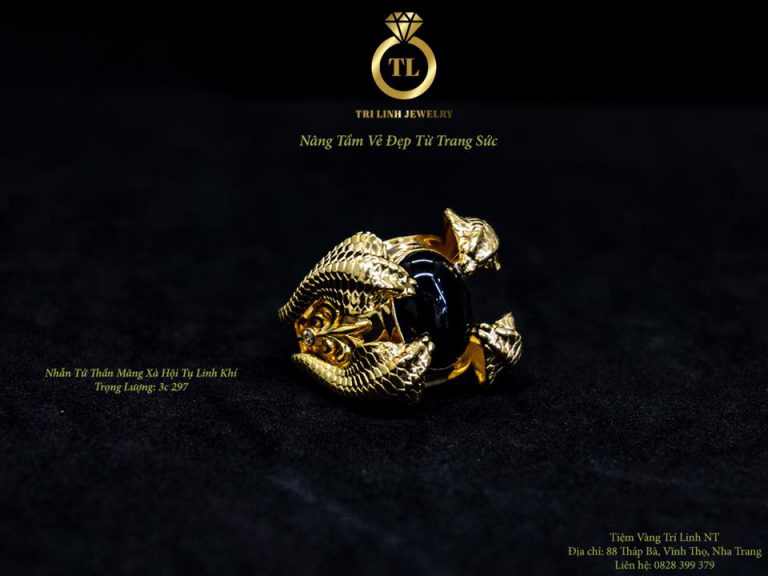 TL
TRI LINH JEWELRY
Nâng Tầm Vẻ Đẹp Từ Trang Sức
Nhẫn Tứ Thần Mãng Xà Hội Tụ Linh Khí
Trọng Lượng: 3c 297
Tiệm Vàng Trí Linh NT
Địa chỉ: 88 Tháp Bà, Vĩnh Thọ, Nha Trang
Liên hệ: 0828 399 379